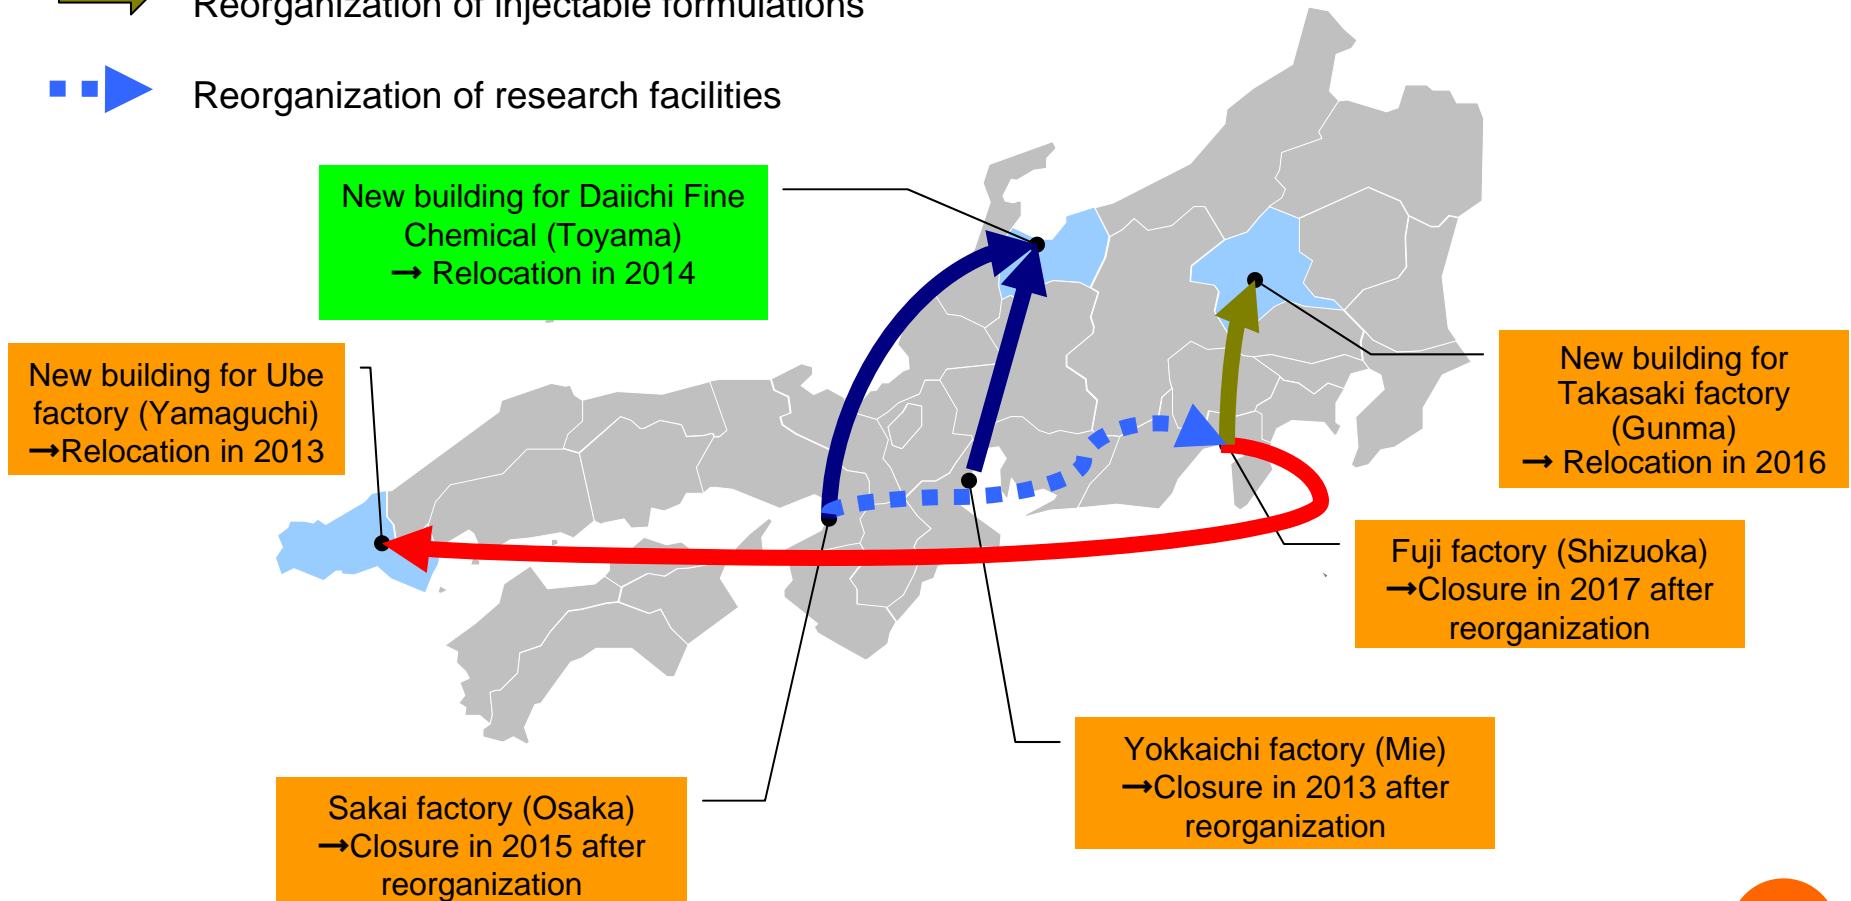 Reorganization of injectable formulations
Reorganization of research facilities
New building for Daiichi Fine
Chemical (Toyama)
→ Relocation in 2014
New building for Ube
factory (Yamaguchi)
→Relocation in 2013
New building for
Takasaki factory
(Gunma)
→ Relocation in 2016
Fuji factory (Shizuoka)
→Closure in 2017 after
reorganization
Yokkaichi factory (Mie)
→Closure in 2013 after
reorganization
Sakai factory (Osaka)
→Closure in 2015 after
reorganization